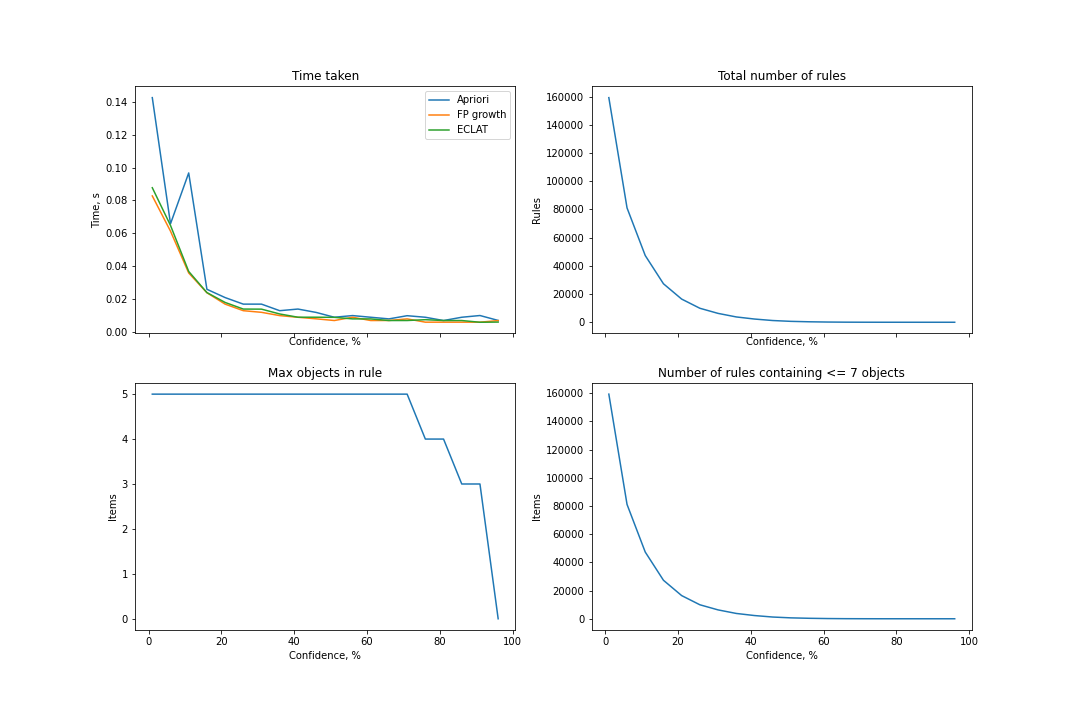 Time taken
0.14
0.12
0.10
0.08
0.06
0.04
0.02
0.00
Time, s
Apriori
FP growth
ECLAT
Confidence, %
Total number of rules
160000
140000
120000
100000
80000
60000
40000
20000
0
Rules
Confidence, %
Max objects in rule
5
4
3
2
1
0
Items
0 20 40 60 80 100
Confidence, %
Number of rules containing <= 7 objects
160000
140000
120000
100000
80000
60000
40000
20000
0
Items
0 20 40 60 80 100
Confidence, %